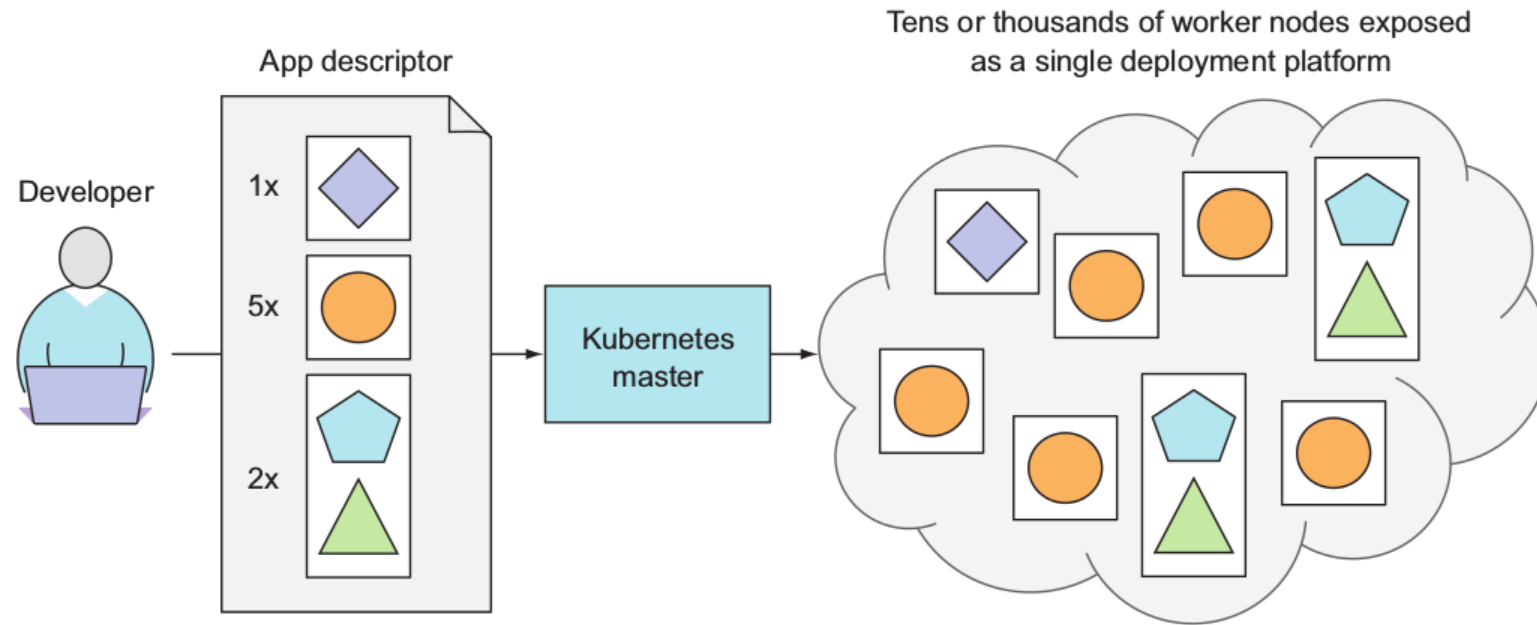 Tens or thousands of worker nodes exposed
as a single deployment platform
App descriptor
Developer
1x
5x
2x
Kubernetes
master